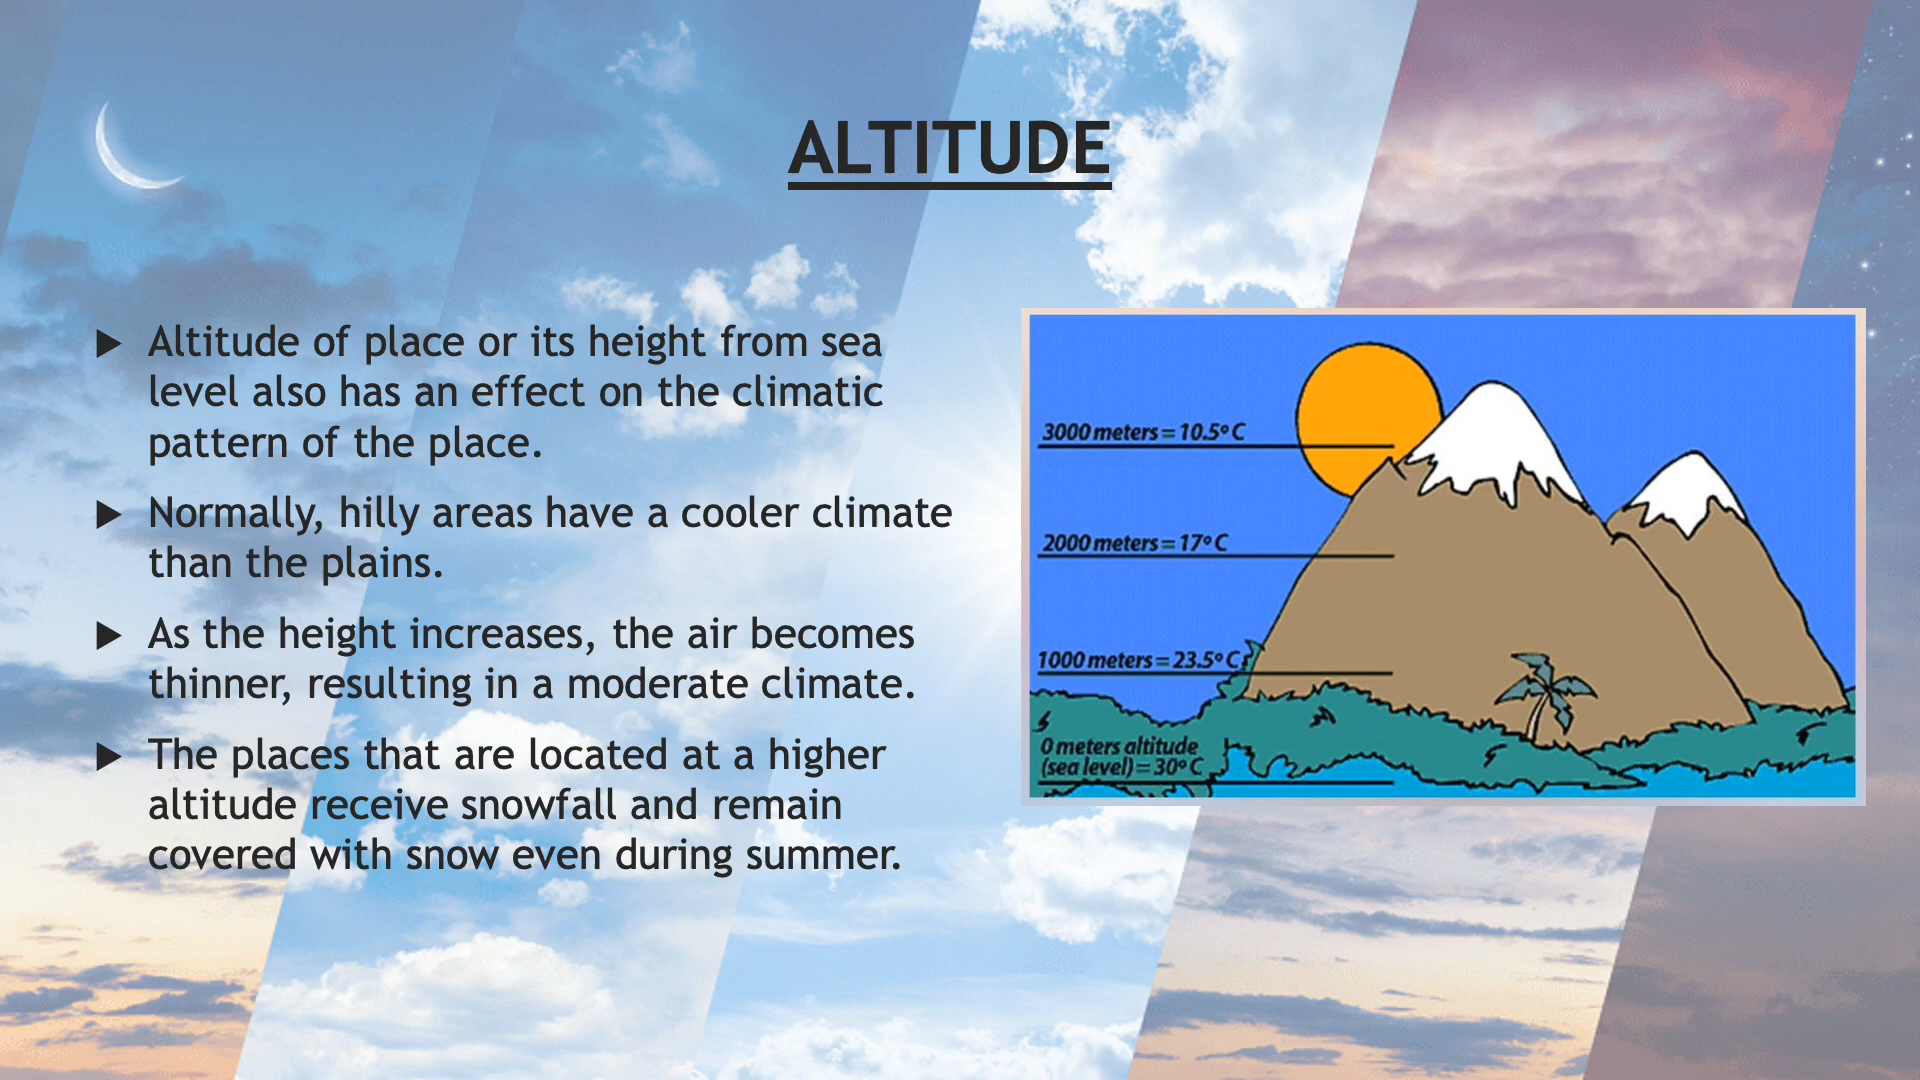 ALTITUDE
Altitude of place or its height from sea
level also has an effect on the climatic
pattern of the place.
Normally, hilly areas have a cooler climate
than the plains.
As the height increases, the air becomes
thinner, resulting in a moderate climate.
The places that are located at a higher
altitude receive snowfall and remain
covered with snow even during summer.
3000 meters = 10.5° C
2000 meters = 17° C
1000 meters = 23.5° C
0 meters altitude
(sea level) = 30° C